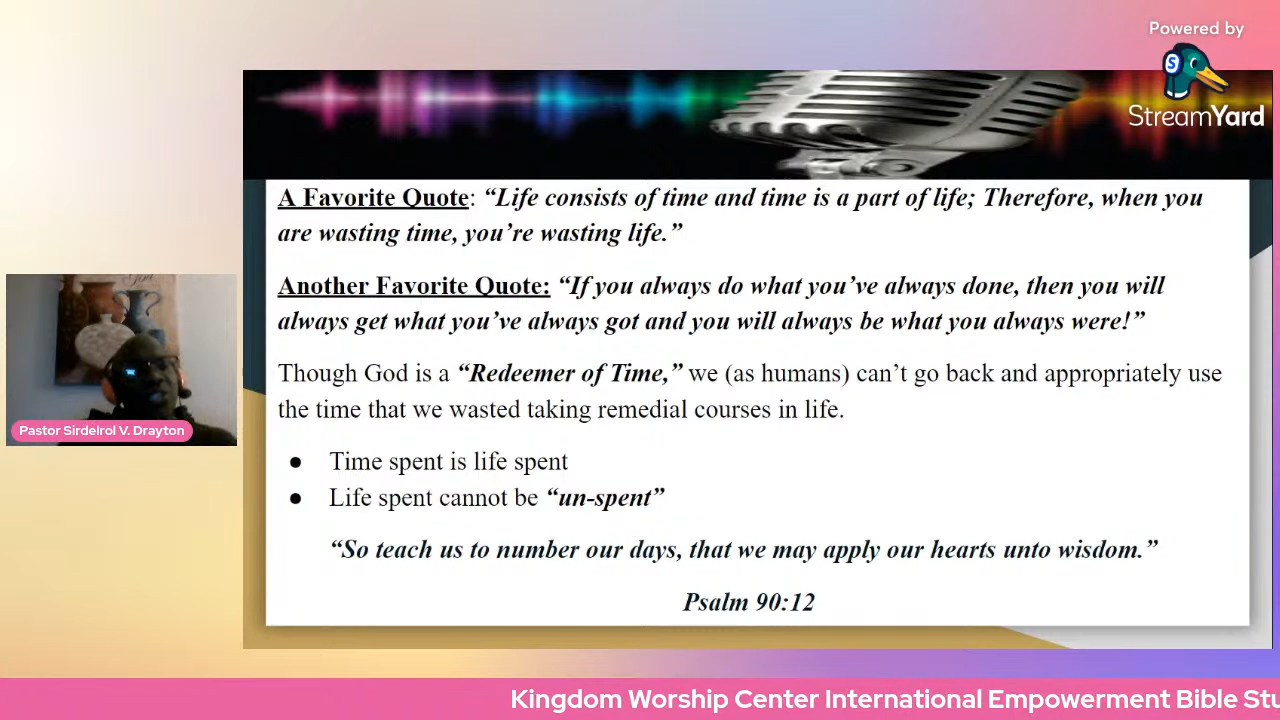 Powered by
S
StreamYard
A Favorite Quote: “Life consists of time and time is a part of life; Therefore, when you
are wasting time, you’re wasting life.”
Another Favorite Quote: “If you always do what you’ve always done, then you will
always get what you’ve always got and you will always be what you always were!”
Though God is a “Redeemer of Time,” we (as humans) can’t go back and appropriately use
the time that we wasted taking remedial courses in life.
● Time spent is life spent
● Life spent cannot be “un-spent”
“So teach us to number our days, that we may apply our hearts unto wisdom.”
Psalm 90:12
Pastor Sirdelrol V. Drayton
Kingdom Worship Center International Empowerment Bible Stu